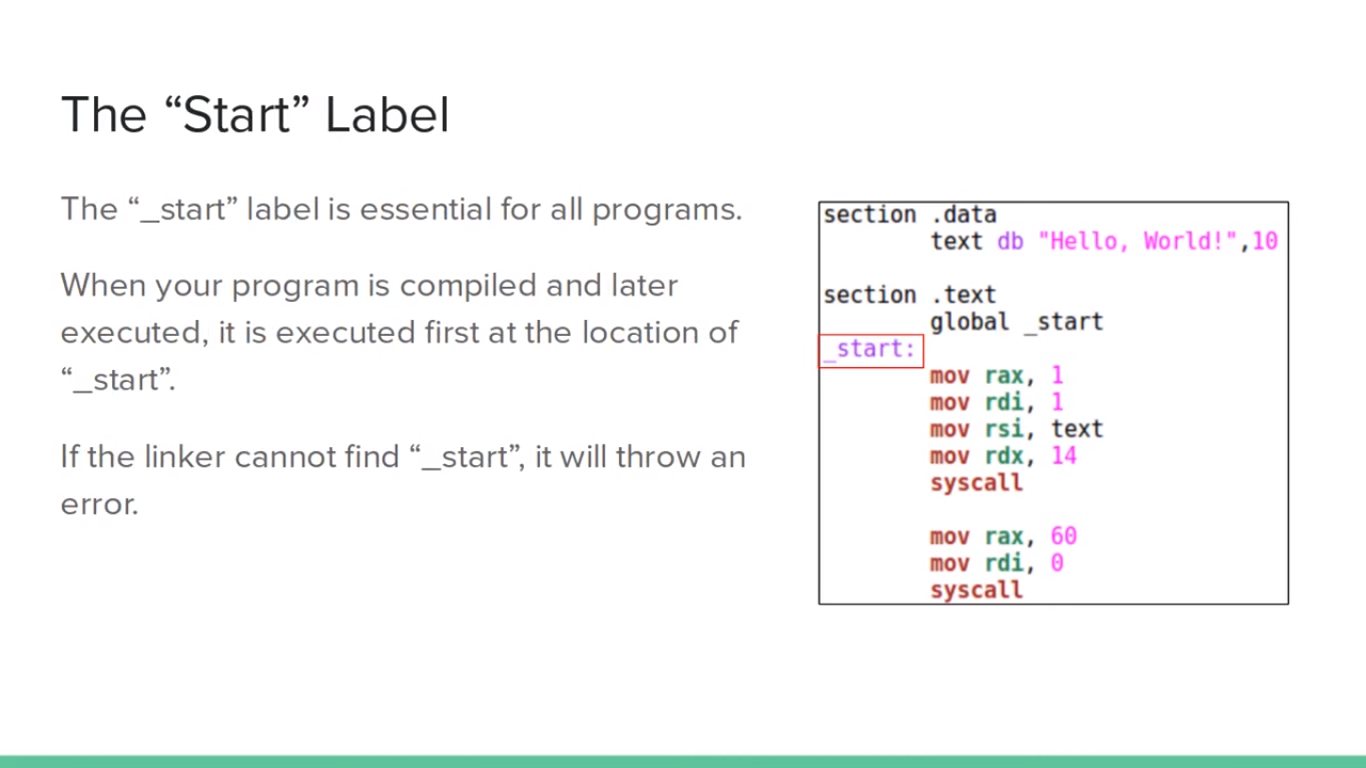 The “Start” Label
The “_start” label is essential for all programs.
When your program is compiled and later
executed, it is executed first at the location of
“_start”.
If the linker cannot find “_start”, it will throw an
error.
section .data
text db "Hello, World!",10
section .text
global _start
_start:
mov rax, 1
mov rdi, 1
mov rsi, text
mov rdx, 14
syscall
mov rax, 60
mov rdi, 0
syscall